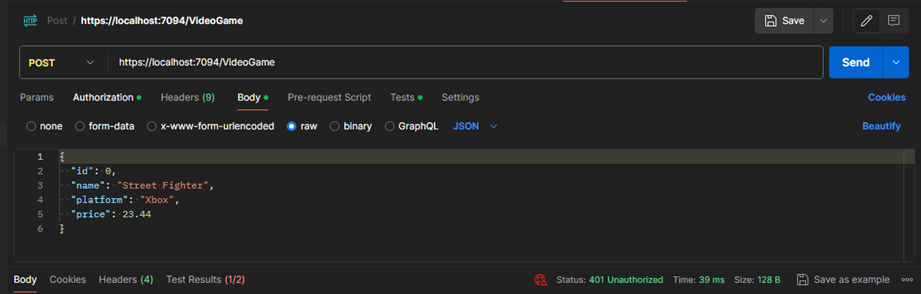 HTTP Post / https://localhost:7094/VideoGame Save
POST https://localhost:7094/VideoGame Send
Params Authorization Headers (9) Body Pre-request Script Tests Settings Cookies
none form-data x-www-form-urlencoded raw binary GraphQL JSON Beautify
1 {
2 "id": 0,
3 "name": "Street Fighter",
4 "platform": "Xbox",
5 "price": 23.44
6 }
Body Cookies Headers (4) Test Results (1/2) Status: 401 Unauthorized Time: 39 ms Size: 128 B Save as example